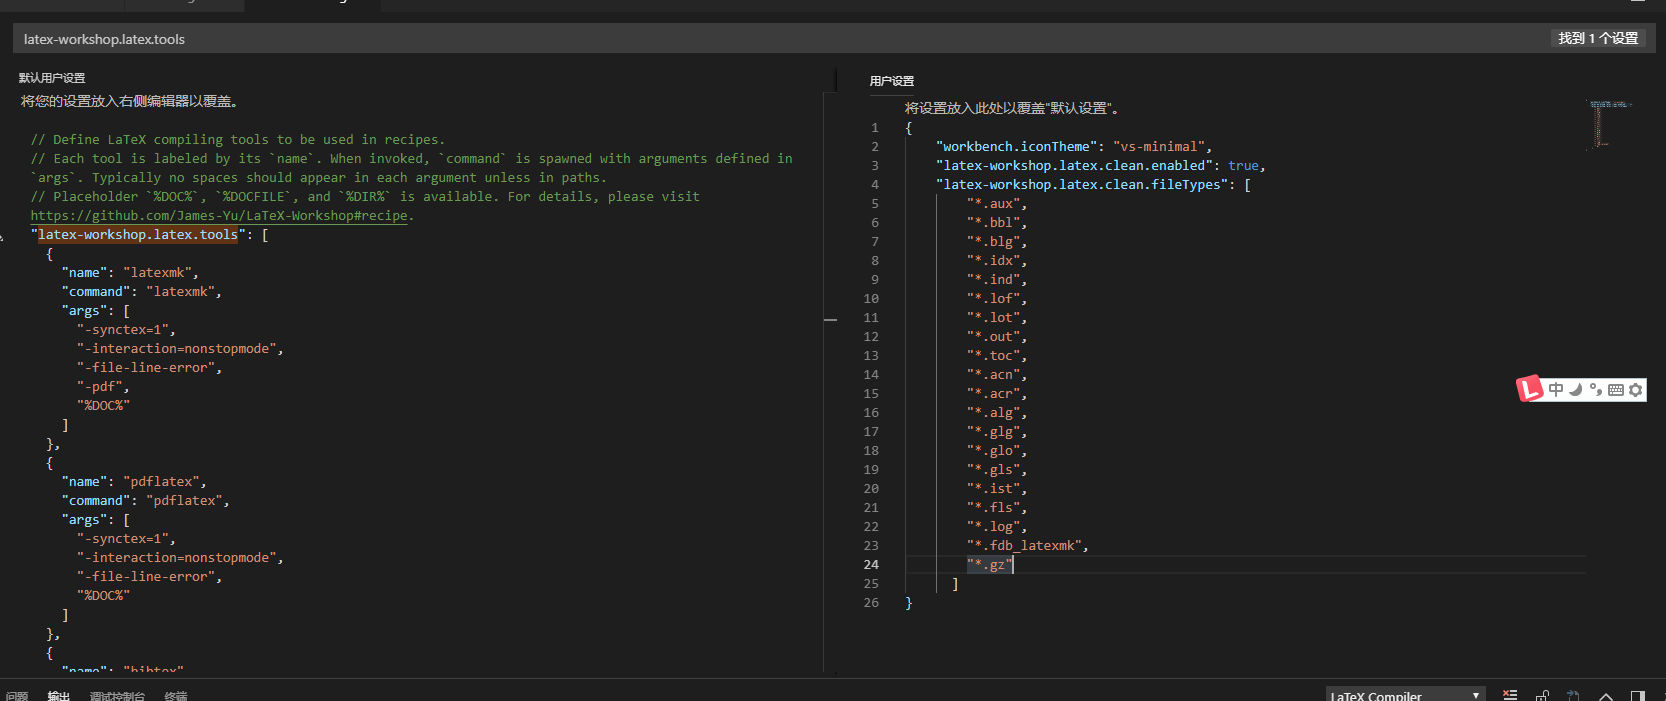 latex-workshop.latex.tools
找到 1 个设置
默认用户设置
将您的设置放入右侧编辑器以覆盖。
// Define LaTeX compiling tools to be used in recipes.
// Each tool is labeled by its `name`. When invoked, `command` is spawned with arguments defined in
`args`. Typically no spaces should appear in each argument unless in paths.
// Placeholder `%DOC%`, `%DOCFILE`, and `%DIR%` is available. For details, please visit
https://github.com/James-Yu/LaTeX-Workshop#recipe.
"latex-workshop.latex.tools": [
{
"name": "latexmk",
"command": "latexmk",
"args": [
"-synctex=1",
"-interaction=nonstopmode",
"-file-line-error",
"-pdf",
"%DOC%"
]
},
{
"name": "pdflatex",
"command": "pdflatex",
"args": [
"-synctex=1",
"-interaction=nonstopmode",
"-file-line-error",
"%DOC%"
]
},
{
"name": "bibtex",
用户设置
将设置放入此处以覆盖"默认设置"。
1 {
2 "workbench.iconTheme": "vs-minimal",
3 "latex-workshop.latex.clean.enabled": true,
4 "latex-workshop.latex.clean.fileTypes": [
5 "*.aux",
6 "*.bbl",
7 "*.blg",
8 "*.idx",
9 "*.ind",
10 "*.lof",
11 "*.lot",
12 "*.out",
13 "*.toc",
14 "*.acn",
15 "*.acr",
16 "*.alg",
17 "*.glg",
18 "*.glo",
19 "*.gls",
20 "*.ist",
21 "*.fls",
22 "*.log",
23 "*.fdb_latexmk",
24 "*.gz"
25 ]
26 }
L 中
问题 输出 调试控制台 终端
LaTeX Compiler